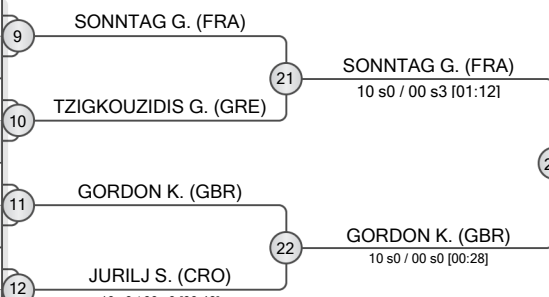 9
SONNTAG G. (FRA)
21
SONNTAG G. (FRA)
10 s0 / 00 s3 [01:12]
10
TZIGKOUZIDIS G. (GRE)
11
GORDON K. (GBR)
22
GORDON K. (GBR)
10 s0 / 00 s0 [00:28]
12
JURILJ S. (CRO)